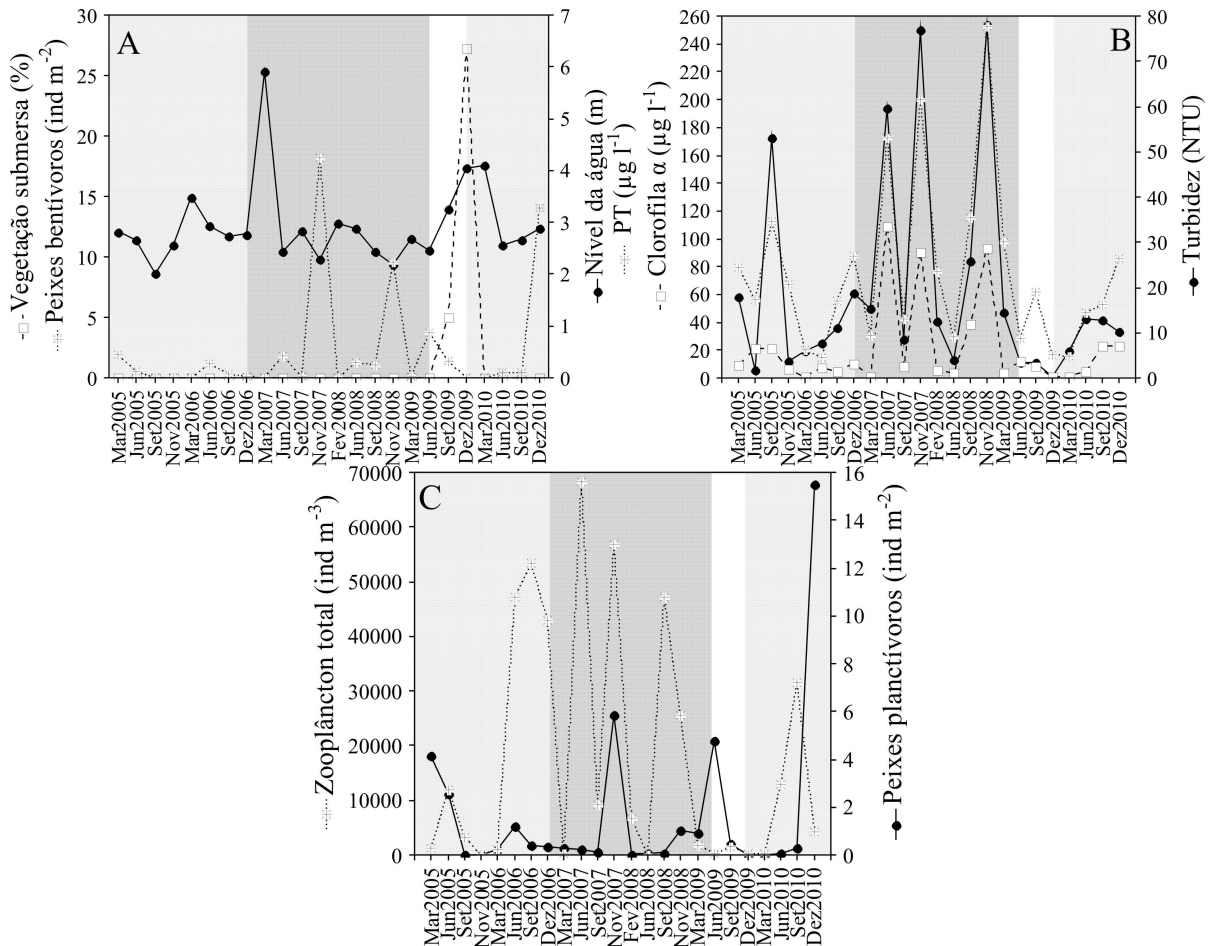 A
- Vegetação submersa (%)
Peixes bentívoros (ind m-2)
30
25
20
15
10
5
0
7
6
5
4
3
2
1
0
Nível da água (m)
PT (µg l-1)
Mar2005
Jun2005
Set2005
Nov2005
Mar2006
Jun2006
Set2006
Dez2006
Mar2007
Jun2007
Set2007
Nov2007
Fev2008
Jun2008
Set2008
Nov2008
Mar2009
Jun2009
Set2009
Dez2009
Mar2010
Jun2010
Set2010
Dez2010
B
Clorofila α (µg l-1)
260
240
220
200
180
160
140
120
100
80
60
40
20
0
80
70
60
50
40
30
20
10
0
Turbidez (NTU)
Mar2005
Jun2005
Set2005
Nov2005
Mar2006
Jun2006
Set2006
Dez2006
Mar2007
Jun2007
Set2007
Nov2007
Fev2008
Jun2008
Set2008
Nov2008
Mar2009
Jun2009
Set2009
Dez2009
Mar2010
Jun2010
Set2010
Dez2010
C
Zooplâncton total (ind m-3)
70000
60000
50000
40000
30000
20000
10000
0
16
14
12
10
8
6
4
2
0
Peixes planctívoros (ind m-2)
Mar2005
Jun2005
Set2005
Nov2005
Mar2006
Jun2006
Set2006
Dez2006
Mar2007
Jun2007
Set2007
Nov2007
Fev2008
Jun2008
Set2008
Nov2008
Mar2009
Jun2009
Set2009
Dez2009
Mar2010
Jun2010
Set2010
Dez2010